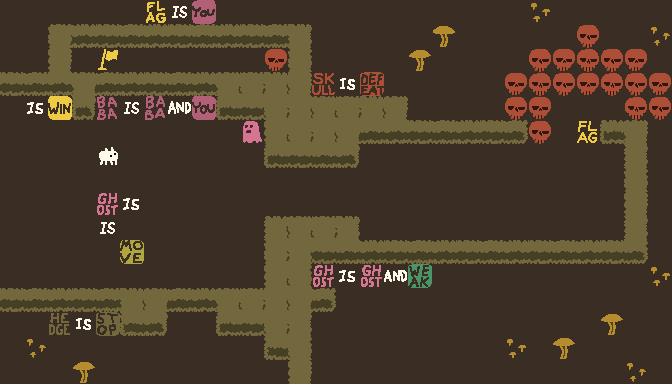 FLAG IS YOU
SKULL IS DEFEAT
IS WIN BABA IS BABA AND YOU
FLAG
GHOST IS
IS
MOVE
GHOST IS GHOST AND WEAK
HEDGE IS STOP